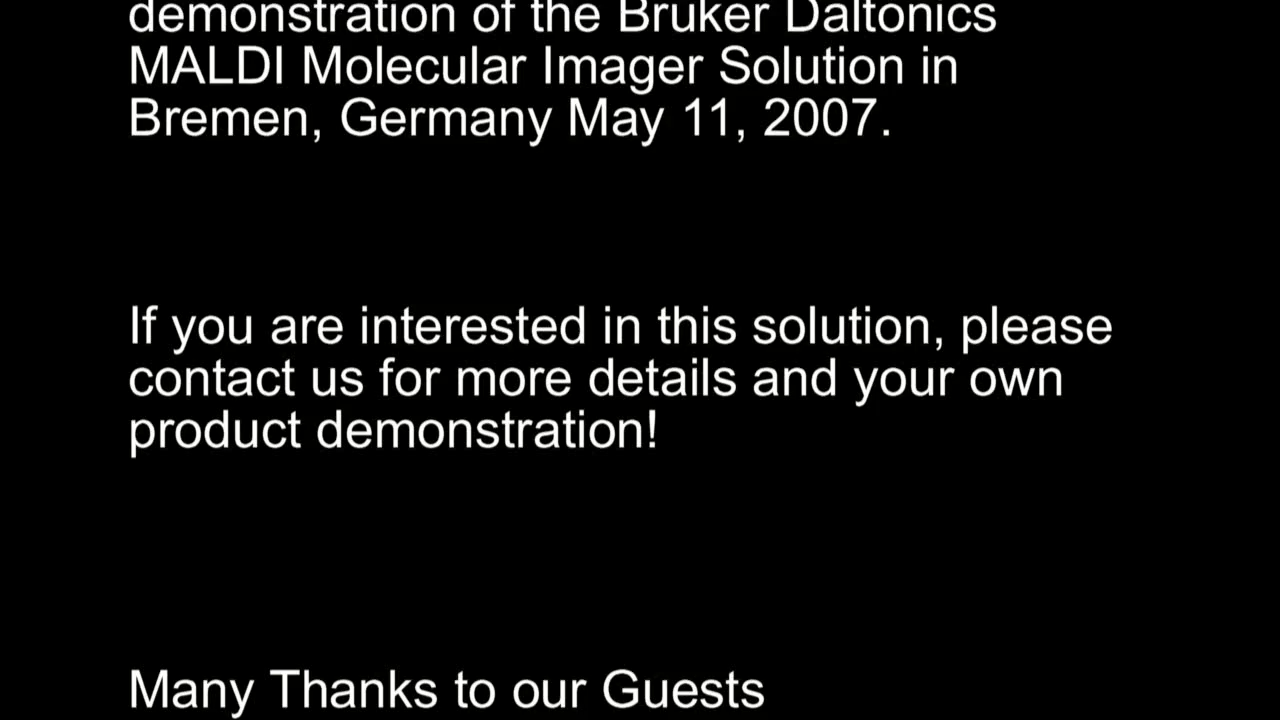 demonstration of the Bruker Daltonics
MALDI Molecular Imager Solution in
Bremen, Germany May 11, 2007.
If you are interested in this solution, please
contact us for more details and your own
product demonstration!
Many Thanks to our Guests